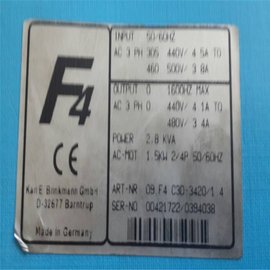 F4
CE
Karl E. Brinkmann GmbH
D-32677 Barntrup
Made in Germany
INPUT 50/60HZ
AC 3 PH 305 440V/ 4.5A TO
460 500V/ 3.8A
OUTPUT 0 1600HZ MAX
AC 3 PH 0 440V/ 4.1A TO
480V/ 3.4A
POWER 2.8 KVA
AC-MOT 1.5KW 2/4P 50/60HZ
ART-NR 09.F4 C30-3420/1.4
SER-NO 00421722/0384038